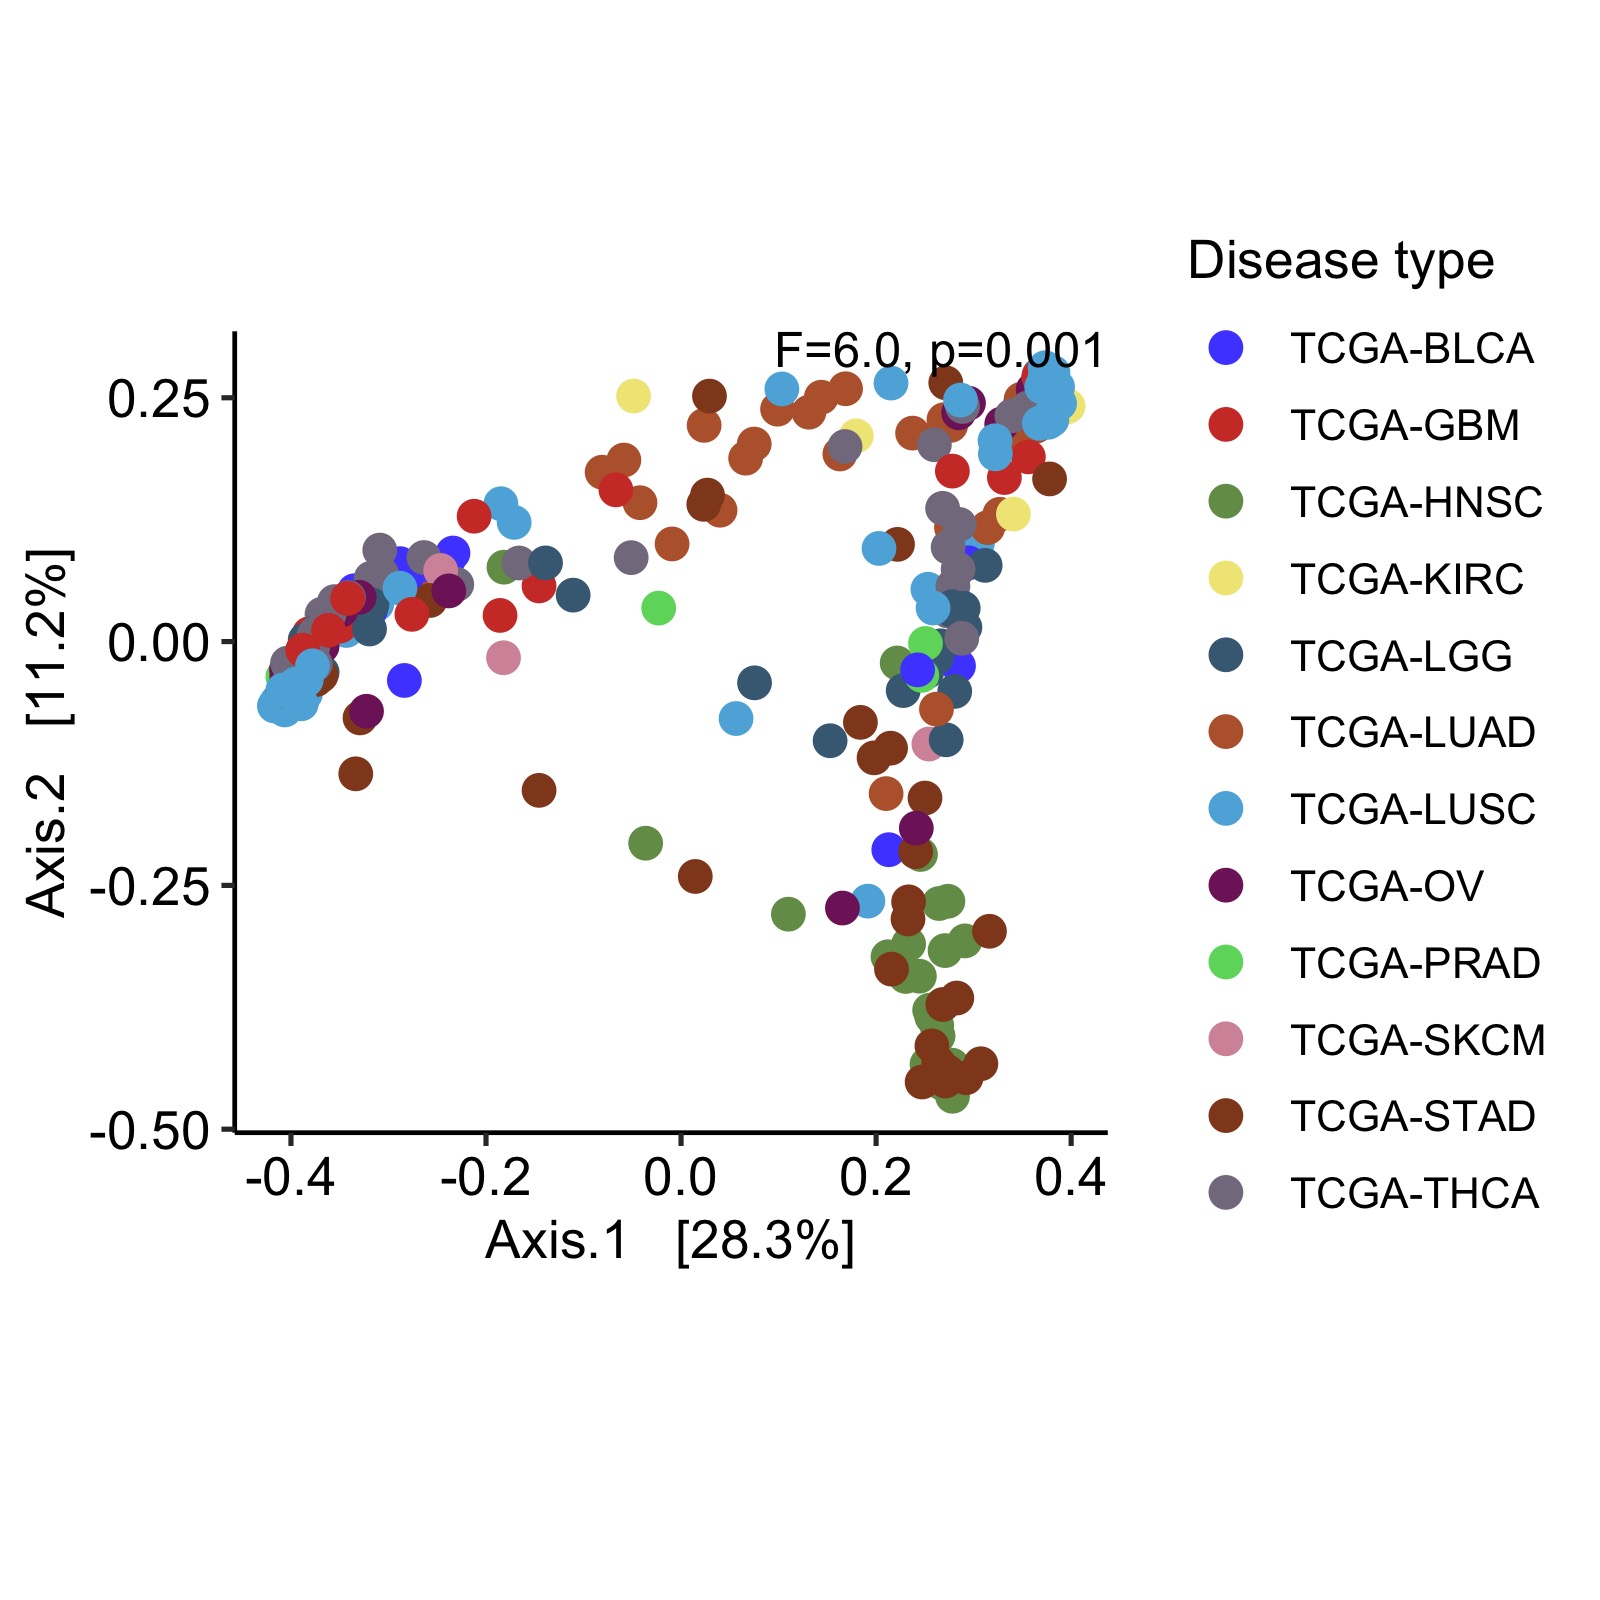 Disease type
F=6.0, p=0.001
TCGA-BLCA
TCGA-GBM
TCGA-HNSC
TCGA-KIRC
TCGA-LGG
TCGA-LUAD
TCGA-LUSC
TCGA-OV
TCGA-PRAD
TCGA-SKCM
TCGA-STAD
TCGA-THCA
0.25
0.00
-0.25
-0.50
Axis.2 [11.2%]
-0.4 -0.2 0.0 0.2 0.4
Axis.1 [28.3%]